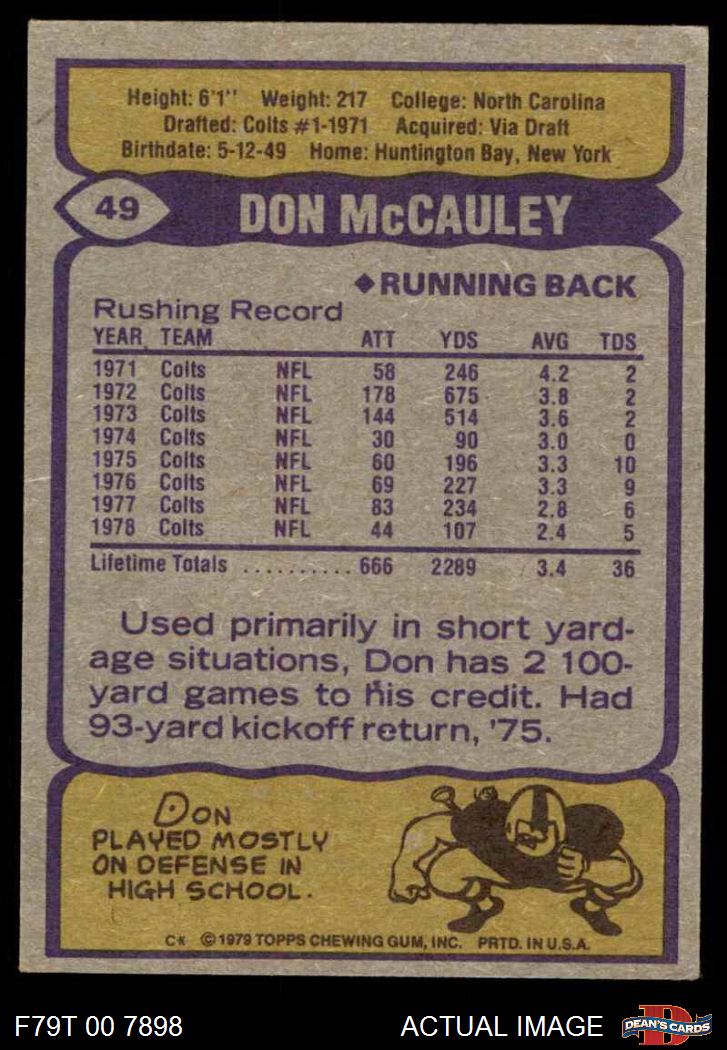 Height: 6'1" Weight: 217 College: North Carolina
Drafted: Colts #1-1971 Acquired: Via Draft
Birthdate: 5-12-49 Home: Huntington Bay, New York
49 DON McCAULEY
◆RUNNING BACK
Rushing Record
YEAR TEAM ATT YDS AVG TDS
1971 Colts NFL 58 246 4.2 2
1972 Colts NFL 178 675 3.8 2
1973 Colts NFL 144 514 3.6 2
1974 Colts NFL 30 90 3.0 0
1975 Colts NFL 60 196 3.3 10
1976 Colts NFL 69 227 3.3 9
1977 Colts NFL 83 234 2.8 6
1978 Colts NFL 44 107 2.4 5
Lifetime Totals .......... 666 2289 3.4 36
Used primarily in short yard-
age situations, Don has 2 100-
yard games to his credit. Had
93-yard kickoff return, '75.
DON
PLAYED MOSTLY
ON DEFENSE IN
HIGH SCHOOL.
C* ©1979 TOPPS CHEWING GUM, INC. PRTD. IN U.S.A.
F79T 00 7898 ACTUAL IMAGE D DEAN'S CARDS